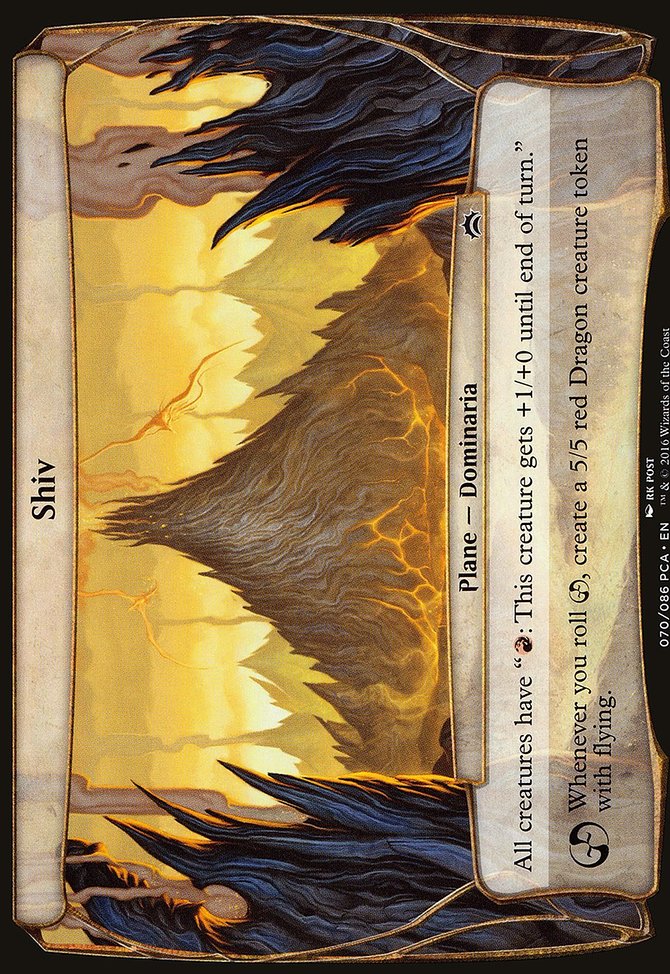 Shiv
Plane — Dominaria
All creatures have “: This creature gets +1/+0 until end of turn.”
Whenever you roll , create a 5/5 red Dragon creature token
with flying.
RK POST
070/086 PCA • EN ™ & © 2016 Wizards of the Coast